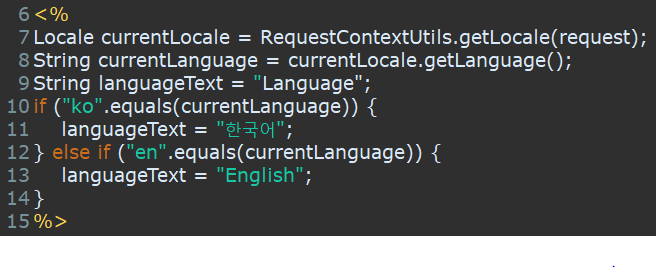 6 <%
7 Locale currentLocale = RequestContextUtils.getLocale(request);
8 String currentLanguage = currentLocale.getLanguage();
9 String languageText = "Language";
10 if ("ko".equals(currentLanguage)) {
11     languageText = "한국어";
12 } else if ("en".equals(currentLanguage)) {
13     languageText = "English";
14 }
15 %>